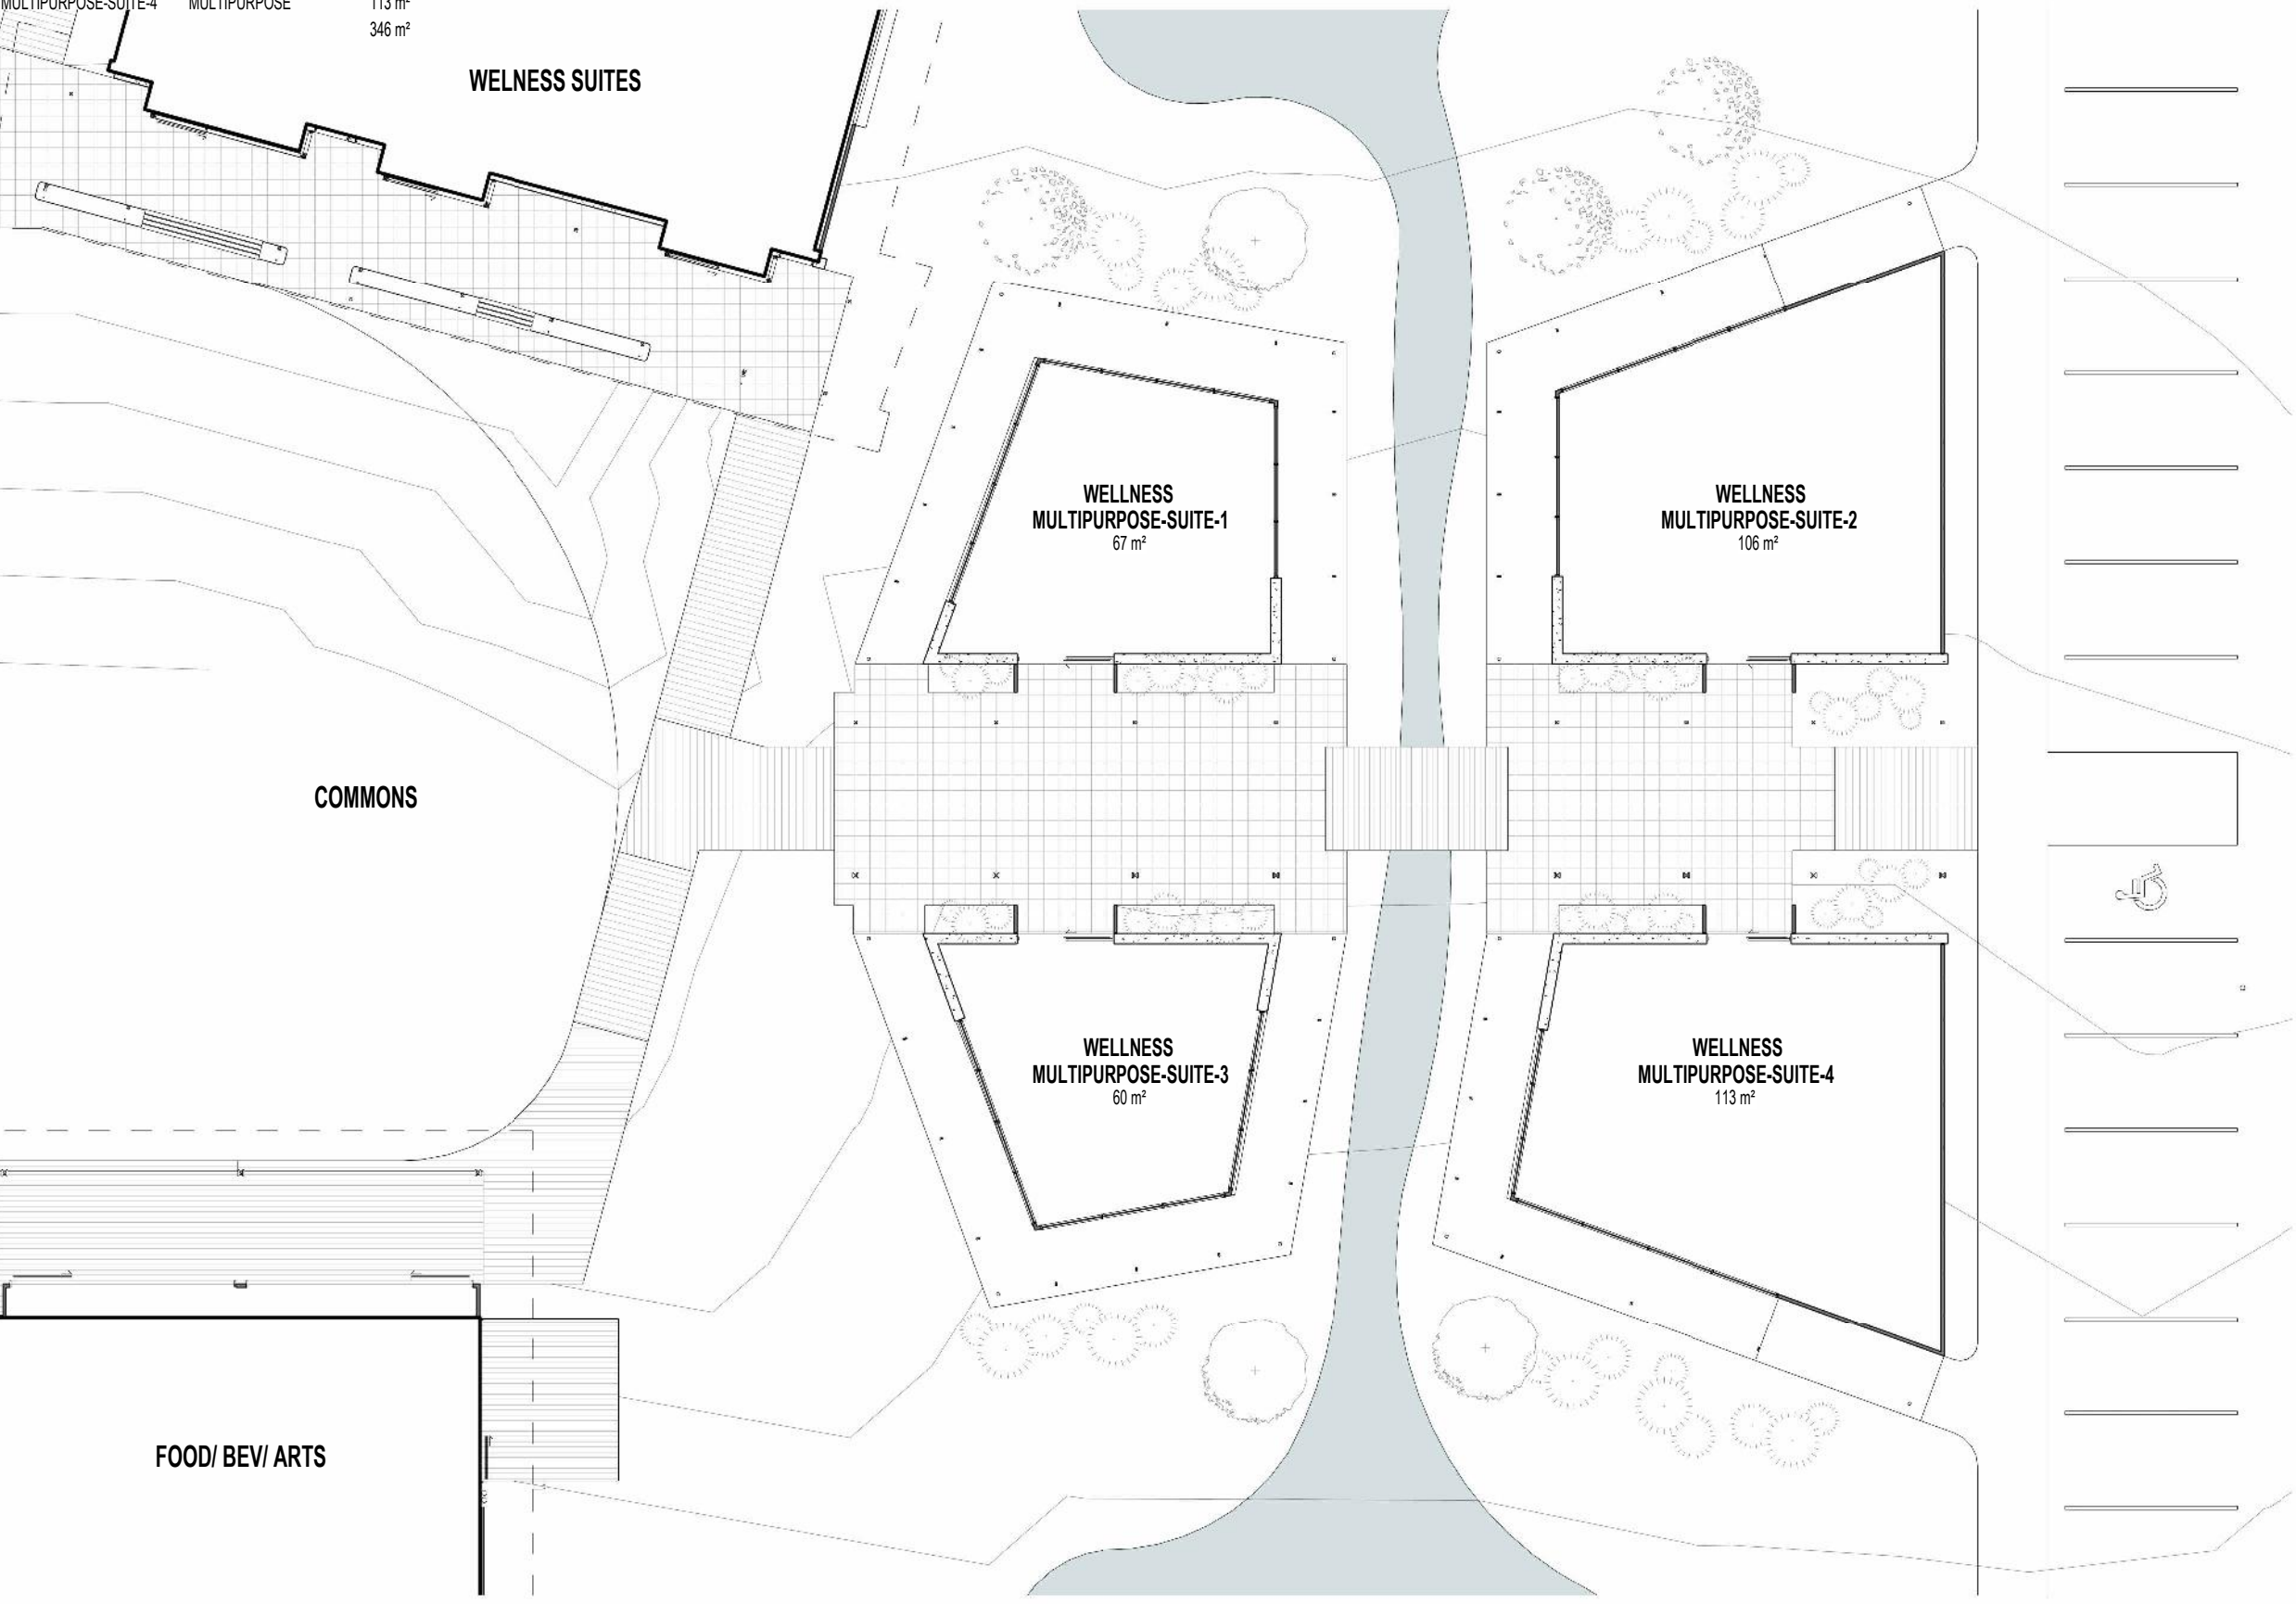 MULTIPURPOSE-SUITE-4 MULTIPURPOSE 113 m²
346 m²
WELNESS SUITES
WELLNESS
MULTIPURPOSE-SUITE-1
67 m²
WELLNESS
MULTIPURPOSE-SUITE-2
106 m²
COMMONS
WELLNESS
MULTIPURPOSE-SUITE-3
60 m²
WELLNESS
MULTIPURPOSE-SUITE-4
113 m²
FOOD/ BEV/ ARTS